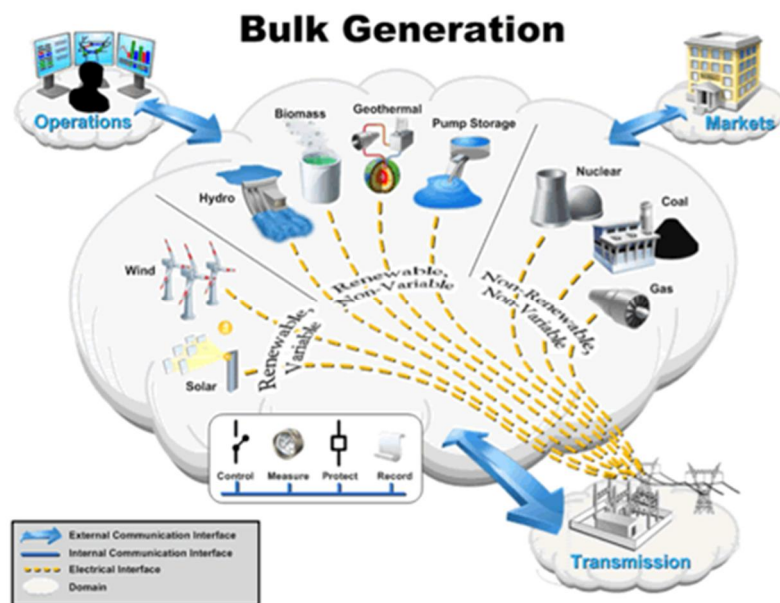 Bulk Generation
Operations
Markets
Biomass
Geothermal
Pump Storage
Hydro
Nuclear
Coal
Wind
Gas
Renewable,
Non-Variable
Non-Renewable,
Non-Variable
Renewable,
Variable
Solar
Control
Measure
Protect
Record
External Communication Interface
Internal Communication Interface
Electrical Interface
Domain
Transmission